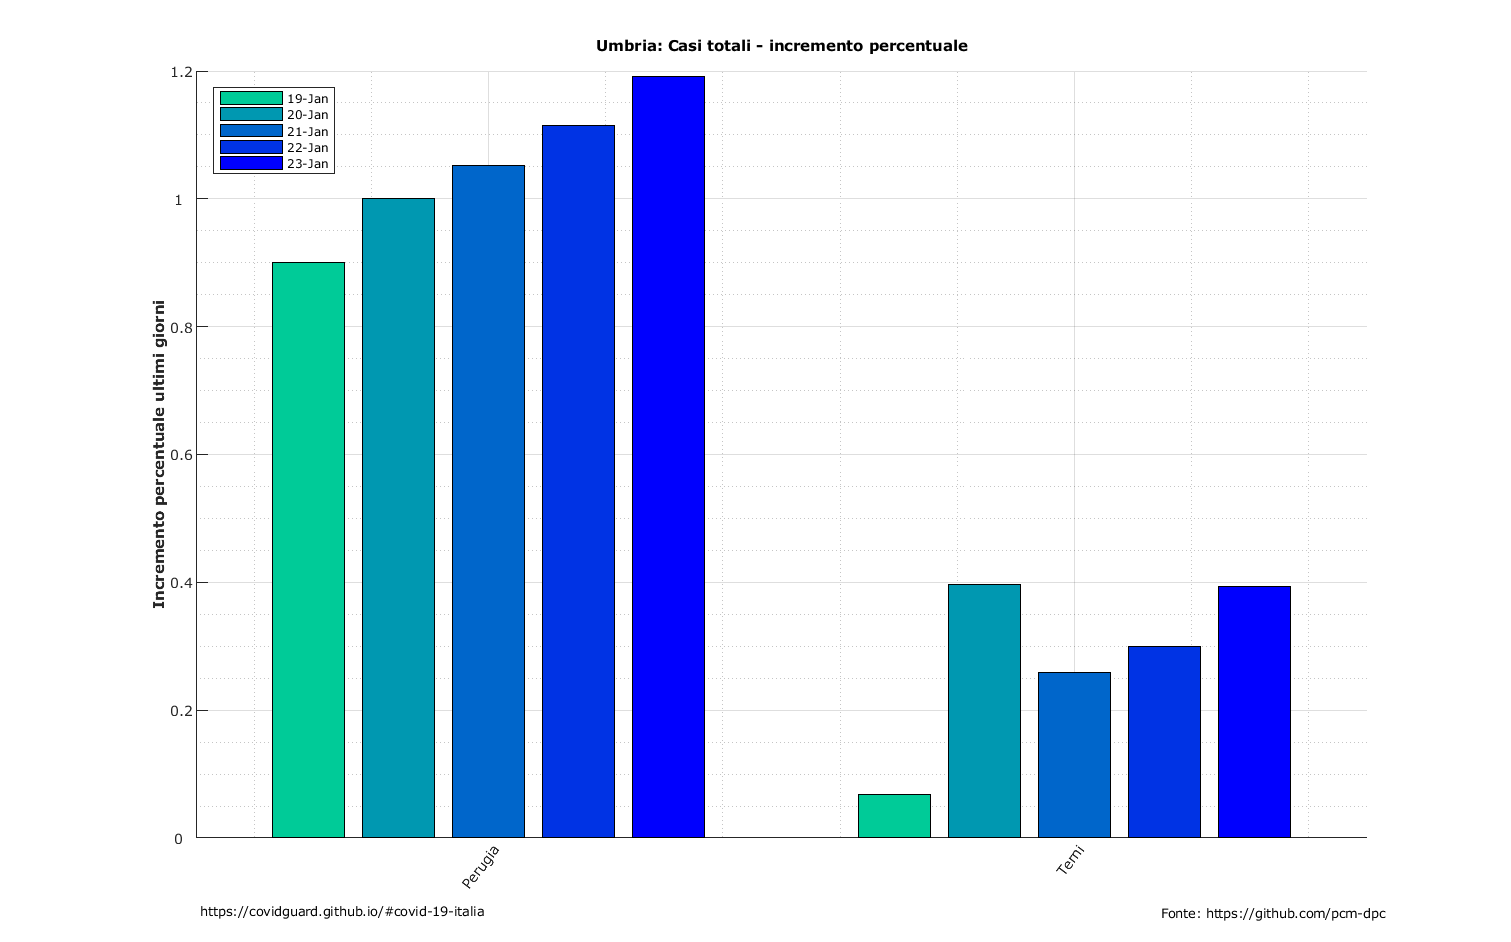 Umbria: Casi totali - incremento percentuale
1.2
1
0.8
0.6
0.4
0.2
0
Incremento percentuale ultimi giorni
19-Jan
20-Jan
21-Jan
22-Jan
23-Jan
Perugia
Terni
https://covidguard.github.io/#covid-19-italia
Fonte: https://github.com/pcm-dpc